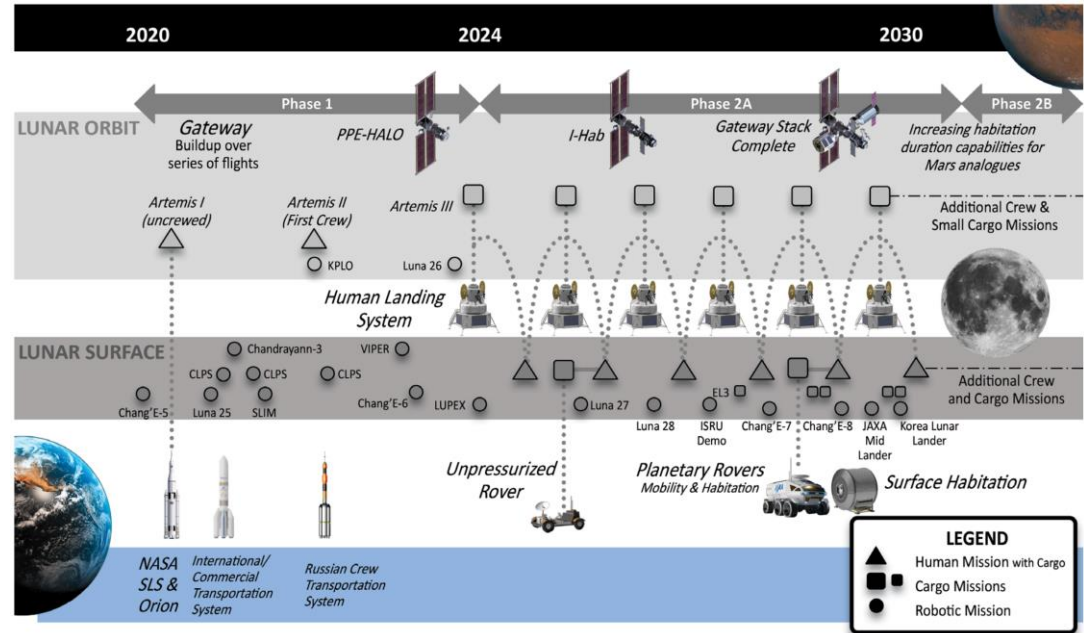 2020
2024
2030
Phase 1
Phase 2A
Phase 2B
LUNAR ORBIT
Gateway
Buildup over
series of flights
PPE-HALO
I-Hab
Gateway Stack
Complete
Increasing habitation
duration capabilities for
Mars analogues
Artemis I
(uncrewed)
Artemis II
(First Crew)
Artemis III
Additional Crew &
Small Cargo Missions
KPLO
Luna 26
Human Landing
System
LUNAR SURFACE
Chandrayann-3
VIPER
CLPS
CLPS
CLPS
Chang'E-5
Luna 25
SLIM
Chang'E-6
LUPEX
Luna 27
Luna 28
EL3
ISRU
Demo
Chang'E-7
Chang'E-8
JAXA
Mid
Lander
Korea Lunar
Lander
Additional Crew
and Cargo Missions
Unpressurized
Rover
Planetary Rovers
Mobility & Habitation
Surface Habitation
NASA
SLS &
Orion
International/
Commercial
Transportation
System
Russian Crew
Transportation
System
LEGEND
Human Mission with Cargo
Cargo Missions
Robotic Mission